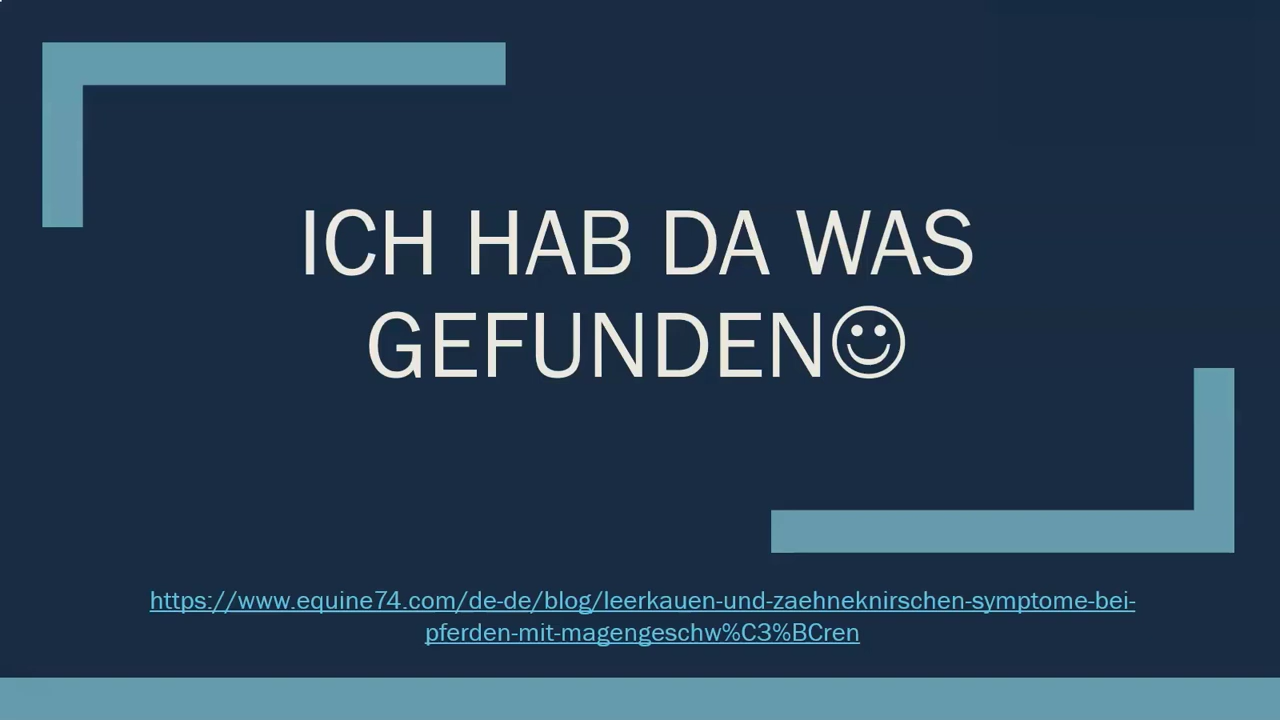 ICH HAB DA WAS
GEFUNDEN☺
https://www.equine74.com/de-de/blog/leerkauen-und-zaehneknirschen-symptome-bei-
pferden-mit-magengeschw%C3%BCren